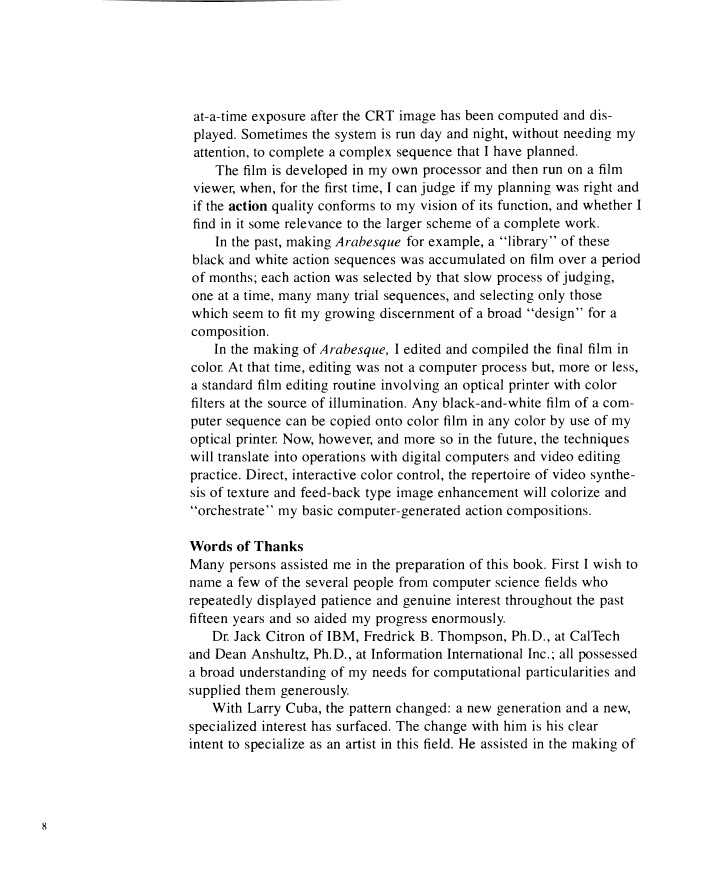 at-a-time exposure after the CRT image has been computed and dis-
played. Sometimes the system is run day and night, without needing my
attention, to complete a complex sequence that I have planned.
The film is developed in my own processor and then run on a film
viewer, when, for the first time, I can judge if my planning was right and
if the action quality conforms to my vision of its function, and whether I
find in it some relevance to the larger scheme of a complete work.
In the past, making Arabesque for example, a “library” of these
black and white action sequences was accumulated on film over a period
of months; each action was selected by that slow process of judging,
one at a time, many many trial sequences, and selecting only those
which seem to fit my growing discernment of a broad “design” for a
composition.
In the making of Arabesque, I edited and compiled the final film in
color. At that time, editing was not a computer process but, more or less,
a standard film editing routine involving an optical printer with color
filters at the source of illumination. Any black-and-white film of a com-
puter sequence can be copied onto color film in any color by use of my
optical printer. Now, however, and more so in the future, the techniques
will translate into operations with digital computers and video editing
practice. Direct, interactive color control, the repertoire of video synthe-
sis of texture and feed-back type image enhancement will colorize and
“orchestrate” my basic computer-generated action compositions.
Words of Thanks
Many persons assisted me in the preparation of this book. First I wish to
name a few of the several people from computer science fields who
repeatedly displayed patience and genuine interest throughout the past
fifteen years and so aided my progress enormously.
Dr. Jack Citron of IBM, Fredrick B. Thompson, Ph.D., at CalTech
and Dean Anshultz, Ph.D., at Information International Inc.; all possessed
a broad understanding of my needs for computational particularities and
supplied them generously.
With Larry Cuba, the pattern changed: a new generation and a new,
specialized interest has surfaced. The change with him is his clear
intent to specialize as an artist in this field. He assisted in the making of
8